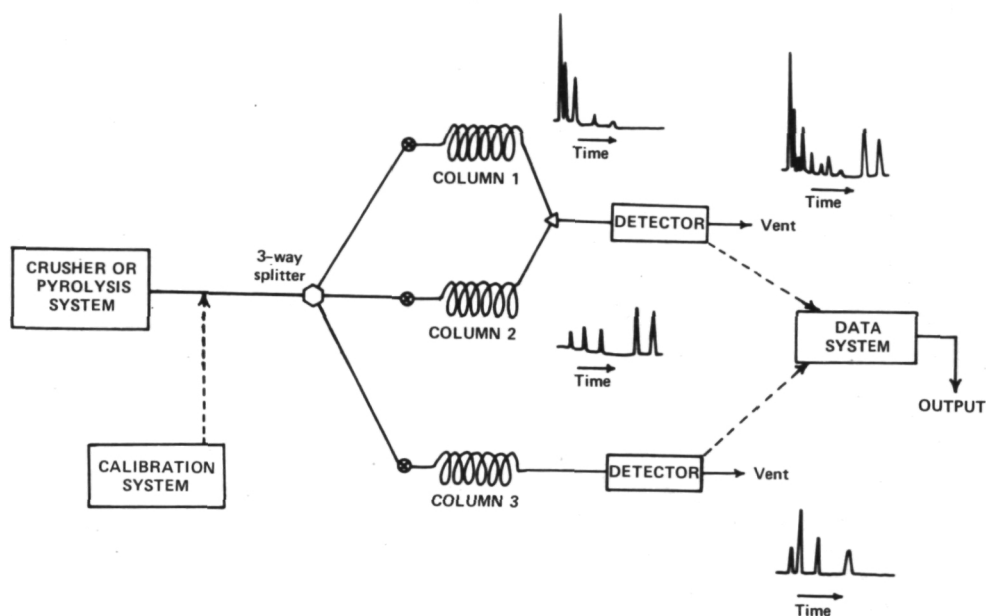 Time
Time
COLUMN 1
DETECTOR
Vent
3-way
splitter
CRUSHER OR
PYROLYSIS
SYSTEM
COLUMN 2
DATA
SYSTEM
Time
OUTPUT
CALIBRATION
SYSTEM
DETECTOR
Vent
COLUMN 3
Time